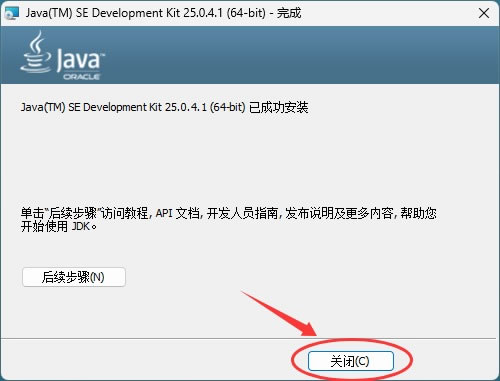 Java(TM) SE Development Kit 25.0.4.1 (64-bit) - 完成
Java™
ORACLE
Java(TM) SE Development Kit 25.0.4.1 (64-bit) 已成功安装
单击“后续步骤”访问教程, API 文档, 开发人员指南, 发布说明及更多内容, 帮助您
开始使用 JDK。
后续步骤(N)
关闭(C)